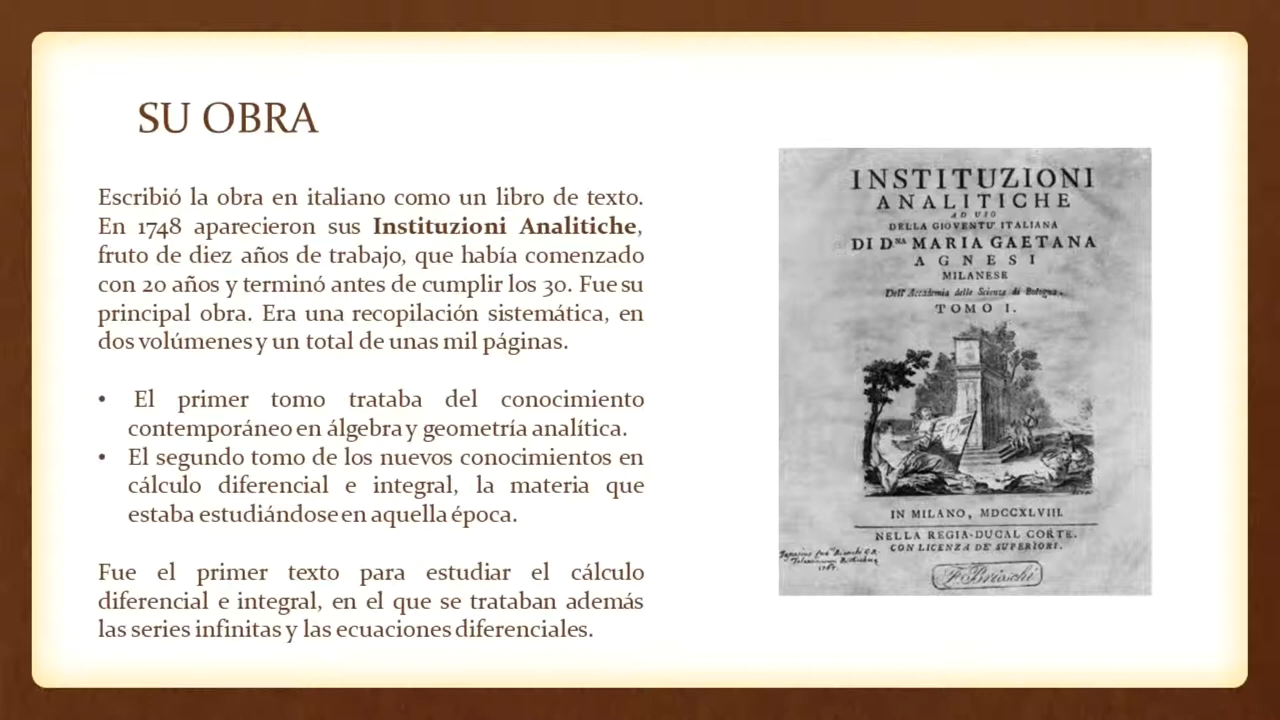 SU OBRA
Escribió la obra en italiano como un libro de texto.
En 1748 aparecieron sus Instituzioni Analitiche,
fruto de diez años de trabajo, que había comenzado
con 20 años y terminó antes de cumplir los 30. Fue su
principal obra. Era una recopilación sistemática, en
dos volúmenes y un total de unas mil páginas.
• El primer tomo trataba del conocimiento
contemporáneo en álgebra y geometría analítica.
• El segundo tomo de los nuevos conocimientos en
cálculo diferencial e integral, la materia que
estaba estudiándose en aquella época.
Fue el primer texto para estudiar el cálculo
diferencial e integral, en el que se trataban además
las series infinitas y las ecuaciones diferenciales.
INSTITUZIONI
ANALITICHE
AD USO
DELLA GIOVENTU' ITALIANA
DI D.NA MARIA GAETANA
AGNESI
MILANESE
Dell' Accademia delle Scienze di Bologna.
TOMO I.
IN MILANO, MDCCXLVIII.
NELLA REGIA-DUCAL CORTE.
CON LICENZA DE' SUPERIORI.
F. Brioschi